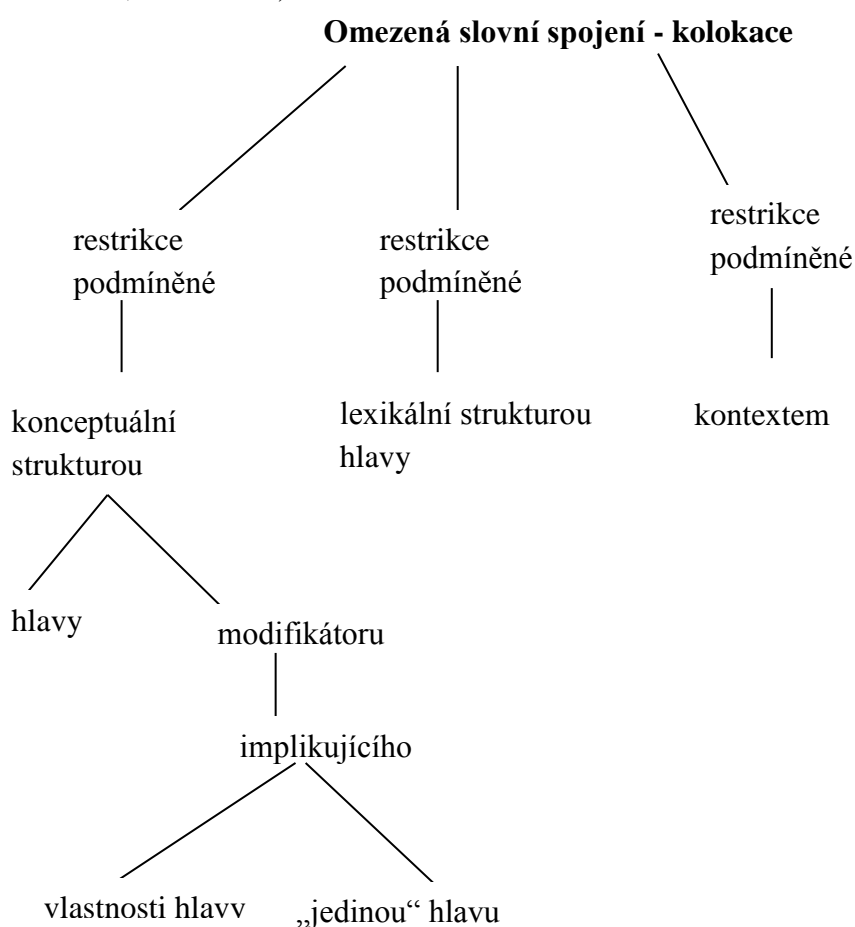 Omezená slovní spojení - kolokace
restrikce
podmíněné
restrikce
podmíněné
restrikce
podmíněné
konceptuální
strukturou
lexikální strukturou
hlavy
kontextem
hlavy
modifikátoru
implikujícího
vlastnosti hlavy
„jedinou“ hlavu